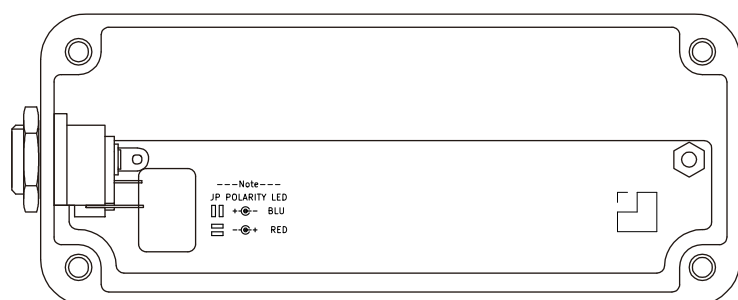 ---Note---
JP POLARITY LED
+ - BLU
- + RED